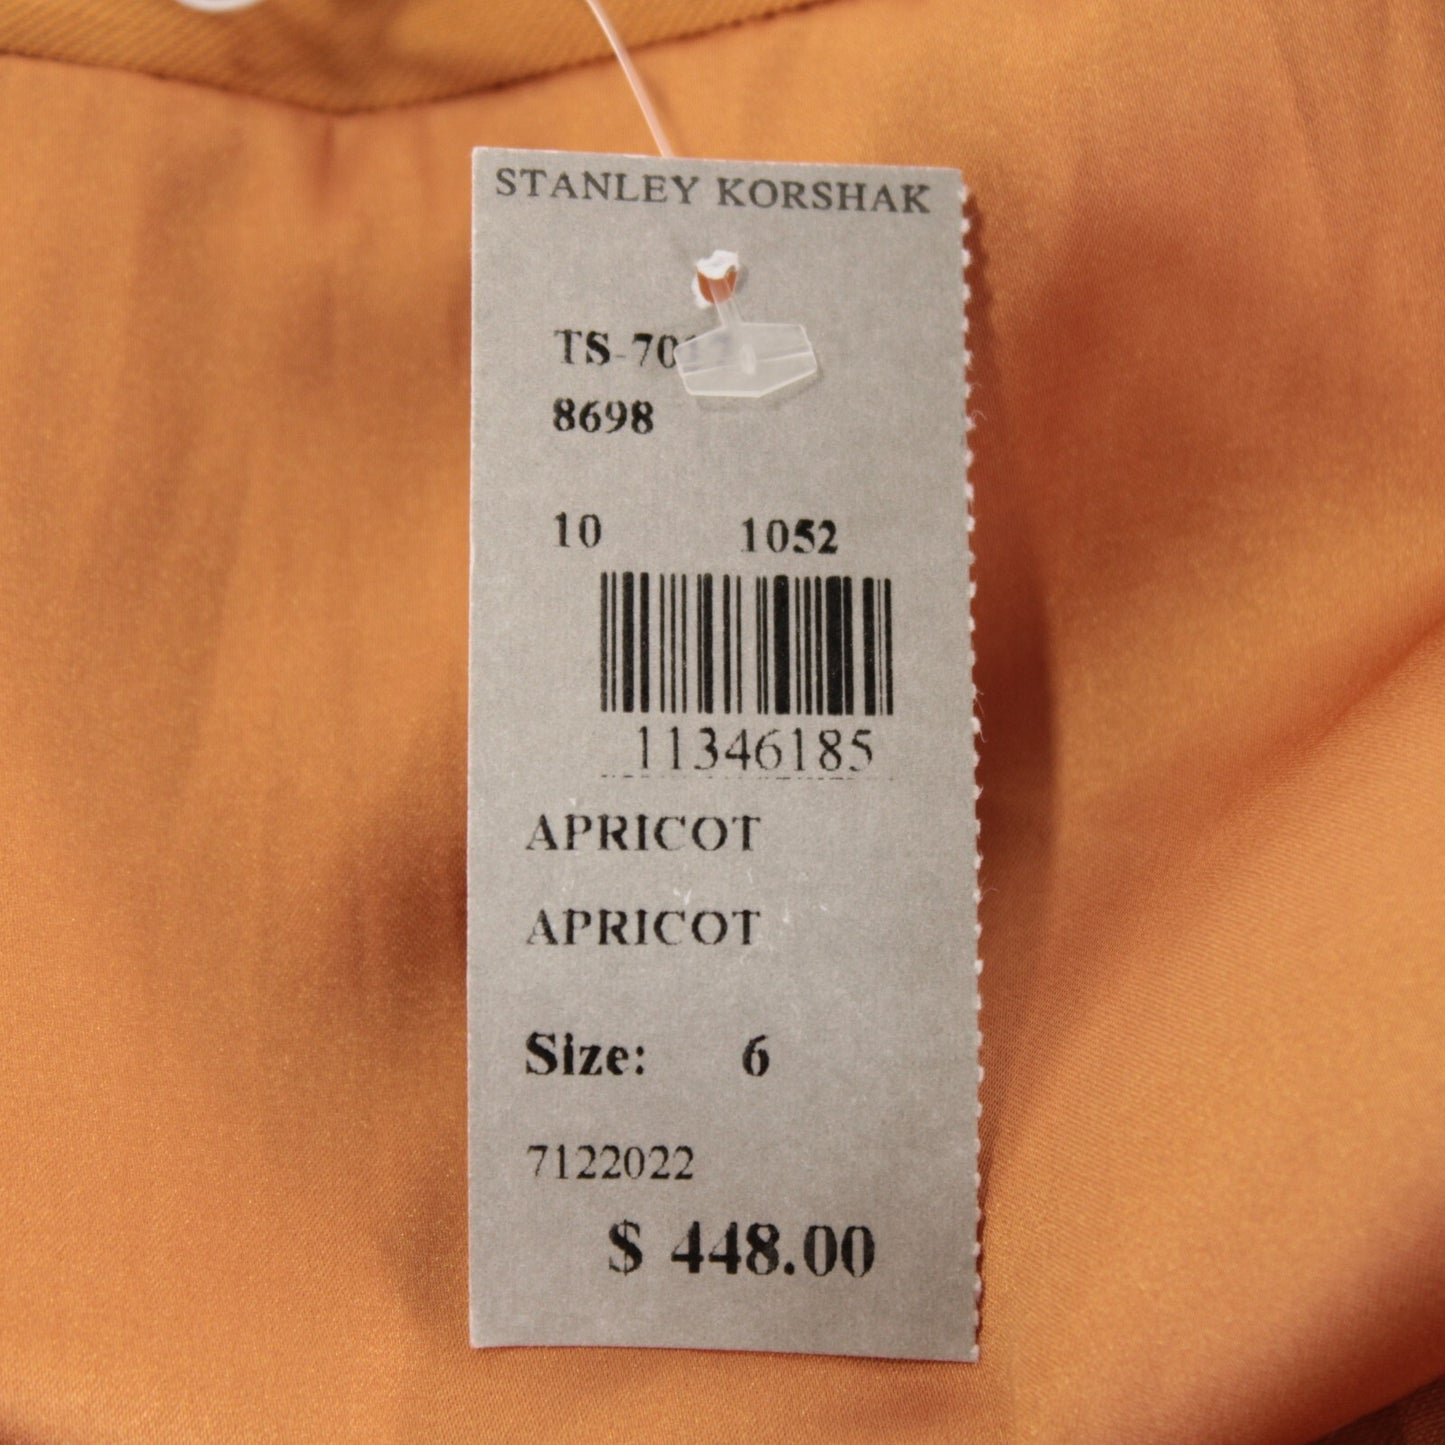 STANLEY KORSHAK
8698
10 1052
11346185
APRICOT
APRICOT
Size: 6
7122022
$ 448.00